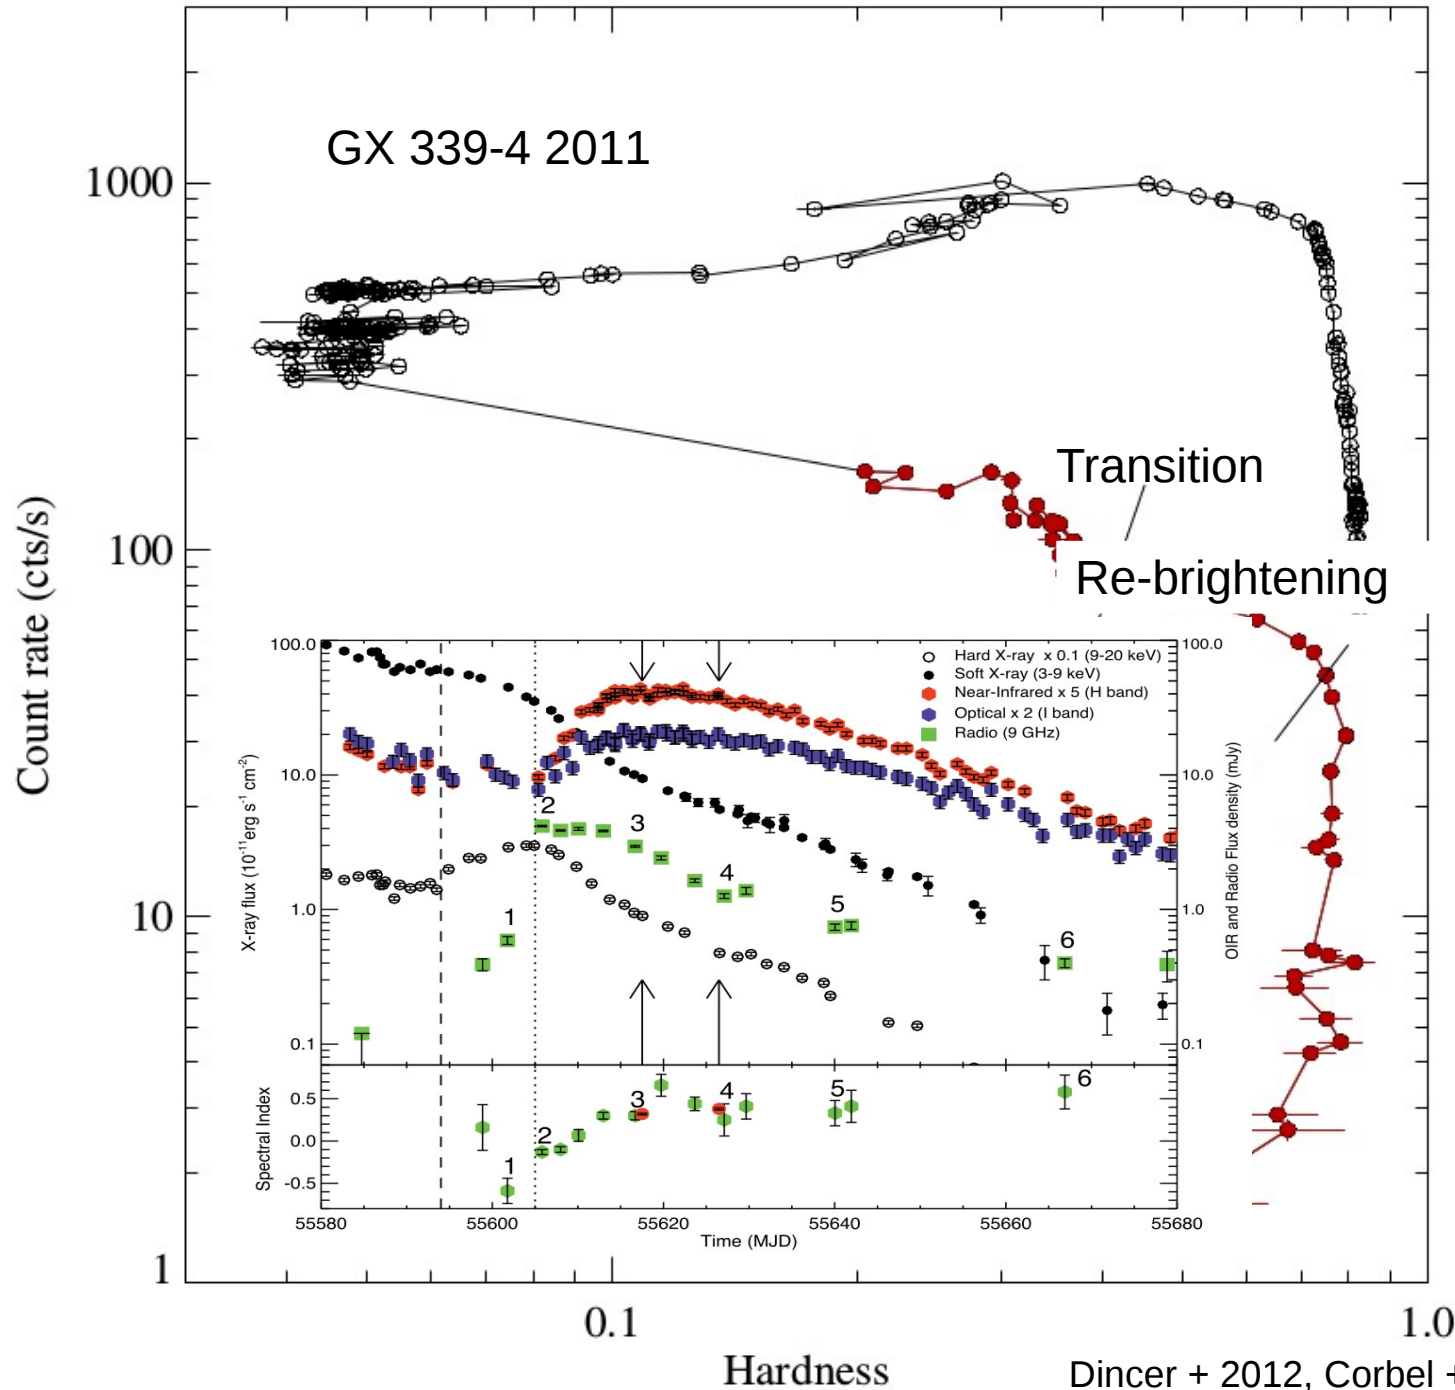 GX 339-4 2011
1000
100
10
1
Count rate (cts/s)
Transition
Re-brightening
100.0
10.0
1.0
0.1
X-ray flux (10⁻¹¹erg s⁻¹ cm⁻²)
Hard X-ray x 0.1 (9-20 keV)
Soft X-ray (3-9 keV)
Near-Infrared x 5 (H band)
Optical x 2 (I band)
Radio (9 GHz)
100.0
10.0
1.0
0.1
OIR and Radio Flux density (mJy)
1
2
3
4
5
6
0.5
0.0
-0.5
Spectral Index
1
2
3
4
5
6
55580 55600 55620 55640 55660 55680
Time (MJD)
0.1 1.0
Hardness
Dincer + 2012, Corbel +